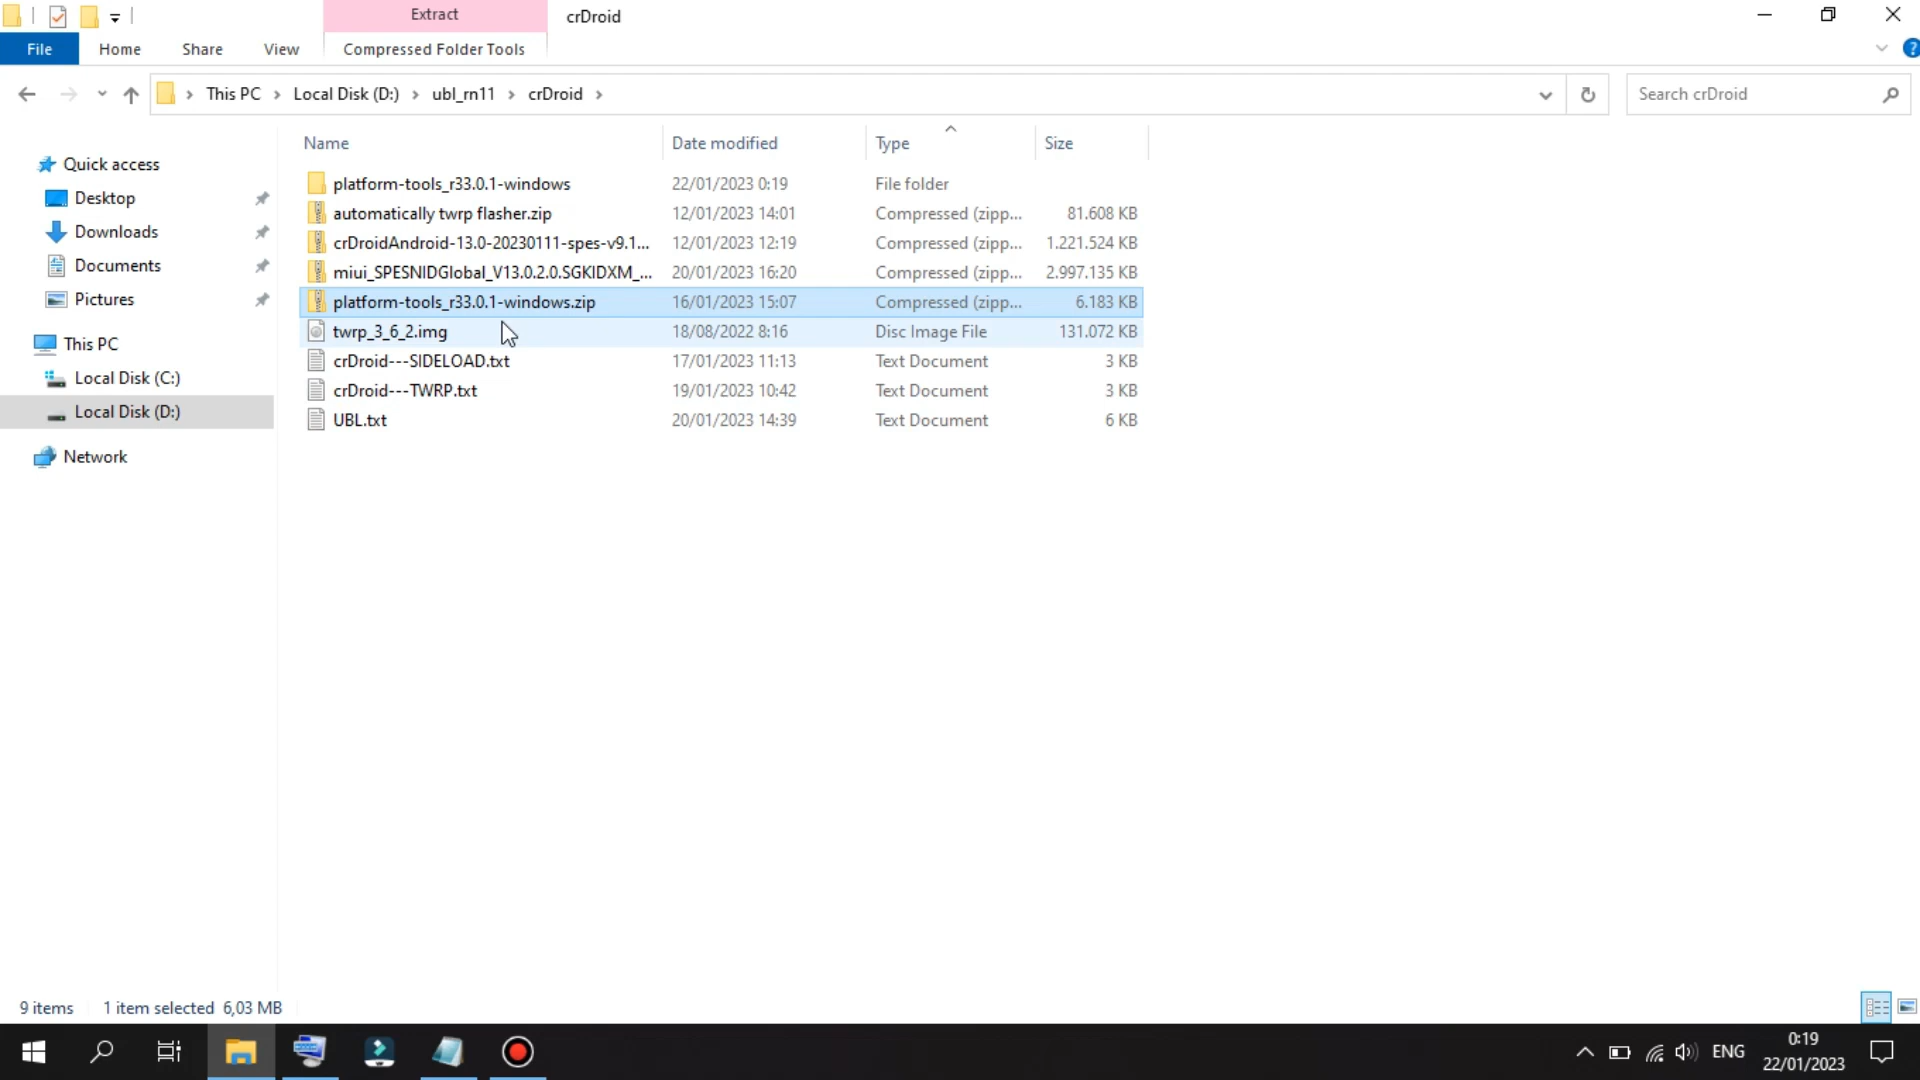 Extract
crDroid
File
Home
Share
View
Compressed Folder Tools
This PC
Local Disk (D:)
ubl_rn11
crDroid
Search crDroid
Name
Date modified
Type
Size
Quick access
Desktop
Downloads
Documents
Pictures
This PC
Local Disk (C:)
Local Disk (D:)
Network
platform-tools_r33.0.1-windows 22/01/2023 0:19 File folder
automatically twrp flasher.zip 12/01/2023 14:01 Compressed (zipp... 81.608 KB
crDroidAndroid-13.0-20230111-spes-v9.1... 12/01/2023 12:19 Compressed (zipp... 1.221.524 KB
miui_SPESNIDGlobal_V13.0.2.0.SGKIDXM_... 20/01/2023 16:20 Compressed (zipp... 2.997.135 KB
platform-tools_r33.0.1-windows.zip 16/01/2023 15:07 Compressed (zipp... 6.183 KB
twrp_3_6_2.img 18/08/2022 8:16 Disc Image File 131.072 KB
crDroid---SIDELOAD.txt 17/01/2023 11:13 Text Document 3 KB
crDroid---TWRP.txt 19/01/2023 10:42 Text Document 3 KB
UBL.txt 20/01/2023 14:39 Text Document 6 KB
9 items
1 item selected 6,03 MB
ENG
0:19
22/01/2023